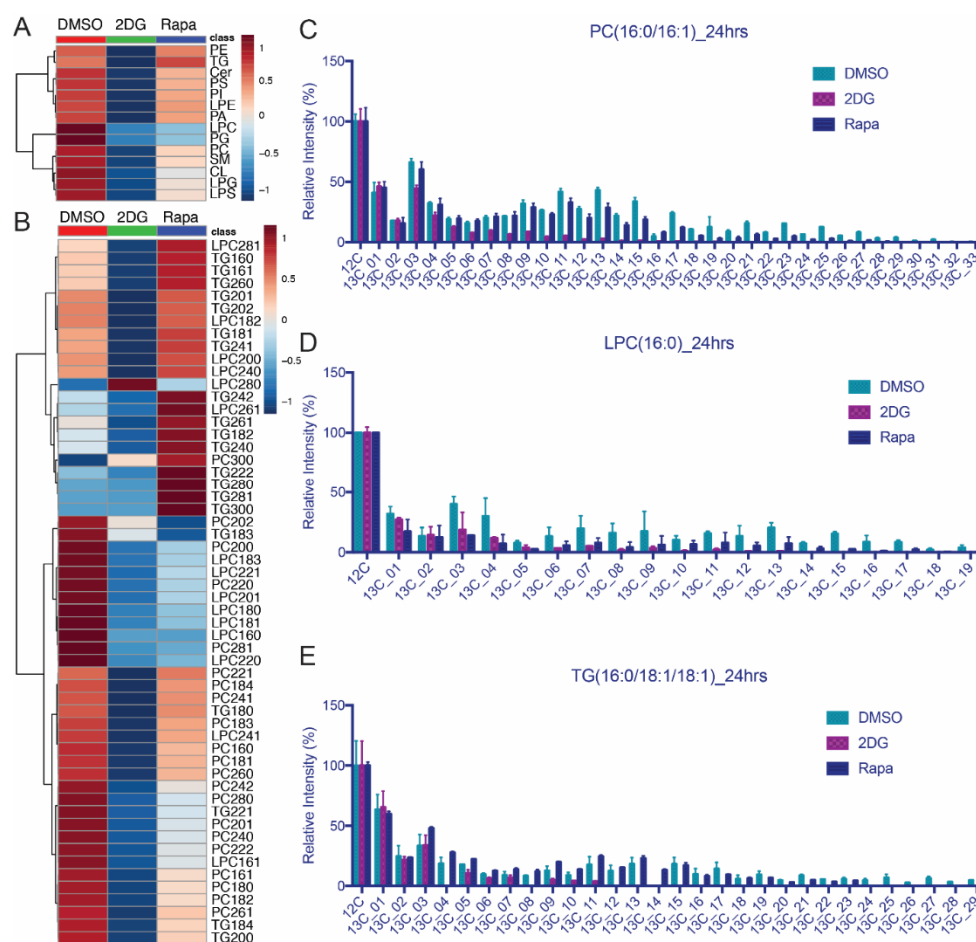 A
DMSO 2DG Rapa
class
PE
TG
Cer
PS
PI
LPE
PA
LPC
PG
PC
SM
CL
LPG
LPS
1
0.5
0
−0.5
−1
B
DMSO 2DG Rapa
class
LPC281
TG160
TG161
TG260
TG201
TG202
LPC182
TG181
TG241
LPC200
LPC240
LPC280
TG242
LPC261
TG261
TG182
TG240
PC300
TG222
TG280
TG281
TG300
PC202
TG183
PC200
LPC183
LPC221
PC220
LPC201
LPC180
LPC181
LPC160
PC281
LPC220
PC221
PC184
PC241
TG180
PC183
LPC241
PC160
PC181
PC260
PC242
PC280
TG221
PC201
PC240
PC222
LPC161
PC161
PC180
PC182
PC261
TG184
TG200
1
0.5
0
−0.5
−1
C
PC(16:0/16:1)_24hrs
Relative Intensity (%)
150
100
50
0
DMSO
2DG
Rapa
12C 13C_01 13C_02 13C_03 13C_04 13C_05 13C_06 13C_07 13C_08 13C_09 13C_10 13C_11 13C_12 13C_13 13C_14 13C_15 13C_16 13C_17 13C_18 13C_19 13C_20 13C_21 13C_22 13C_23 13C_24 13C_25 13C_26 13C_27 13C_28 13C_29 13C_30 13C_31 13C_32 13C_33
D
LPC(16:0)_24hrs
Relative Intensity (%)
150
100
50
0
DMSO
2DG
Rapa
12C 13C_01 13C_02 13C_03 13C_04 13C_05 13C_06 13C_07 13C_08 13C_09 13C_10 13C_11 13C_12 13C_13 13C_14 13C_15 13C_16 13C_17 13C_18 13C_19
E
TG(16:0/18:1/18:1)_24hrs
Relative Intensity (%)
150
100
50
0
DMSO
2DG
Rapa
12C 13C_01 13C_02 13C_03 13C_04 13C_05 13C_06 13C_07 13C_08 13C_09 13C_10 13C_11 13C_12 13C_13 13C_14 13C_15 13C_16 13C_17 13C_18 13C_19 13C_20 13C_21 13C_22 13C_23 13C_24 13C_25 13C_26 13C_27 13C_28 13C_29